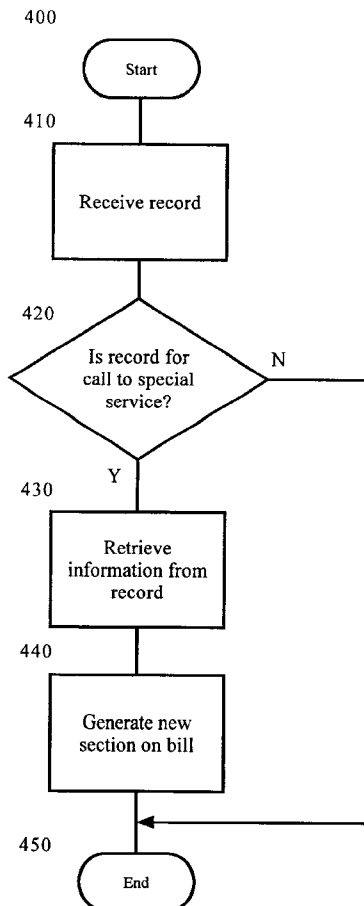 400
Start
410
Receive record
420
Is record for
call to special
service?
N
Y
430
Retrieve
information from
record
440
Generate new
section on bill
450
End